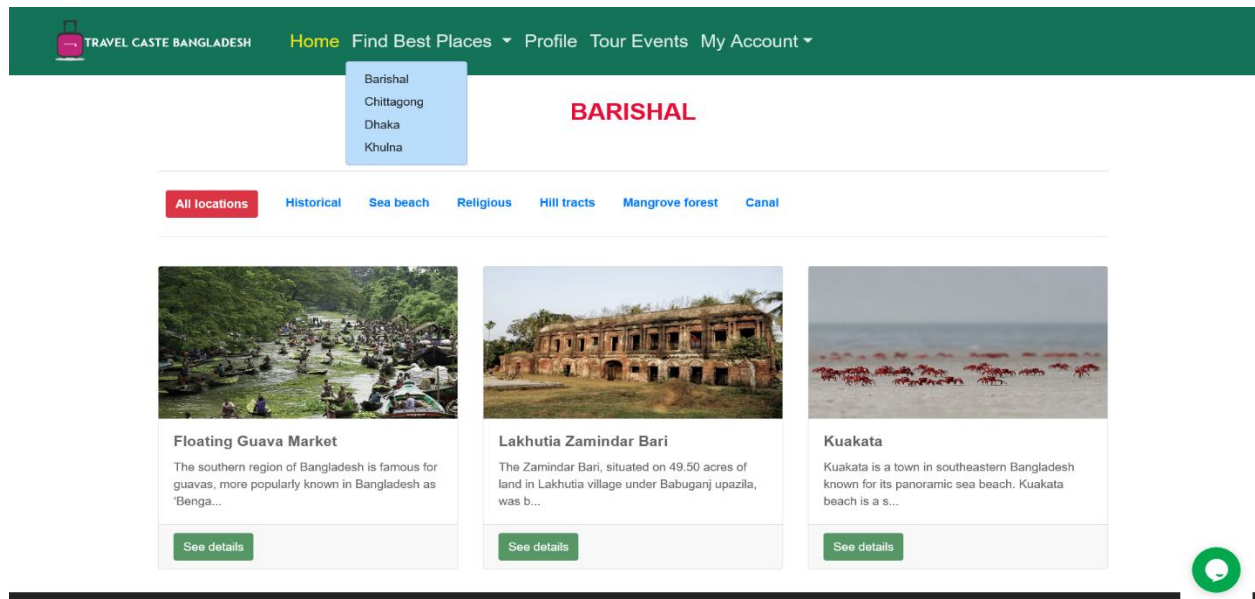 TRAVEL CASTE BANGLADESH
Home Find Best Places Profile Tour Events My Account
Barishal
Chittagong
Dhaka
Khulna
BARISHAL
All locations Historical Sea beach Religious Hill tracts Mangrove forest Canal
Floating Guava Market
The southern region of Bangladesh is famous for
guavas, more popularly known in Bangladesh as
'Benga...
See details
Lakhutia Zamindar Bari
The Zamindar Bari, situated on 49.50 acres of
land in Lakhutia village under Babuganj upazila,
was b...
See details
Kuakata
Kuakata is a town in southeastern Bangladesh
known for its panoramic sea beach. Kuakata
beach is a s...
See details